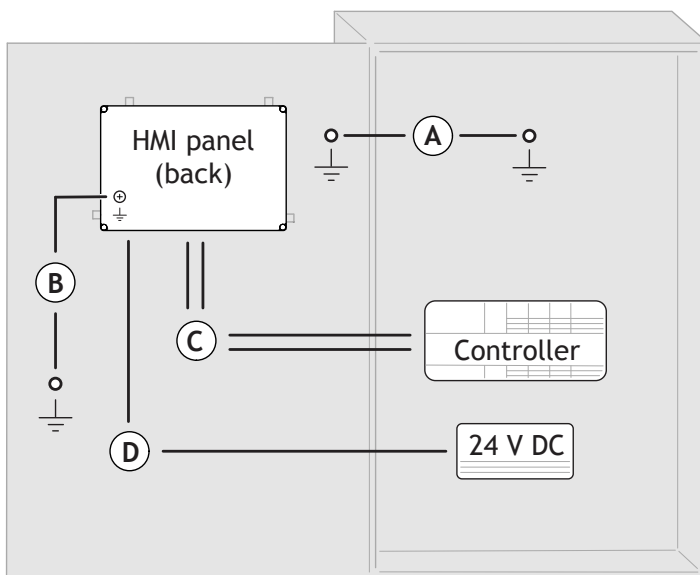 HMI panel
(back)
A
B
C
Controller
D
24 V DC